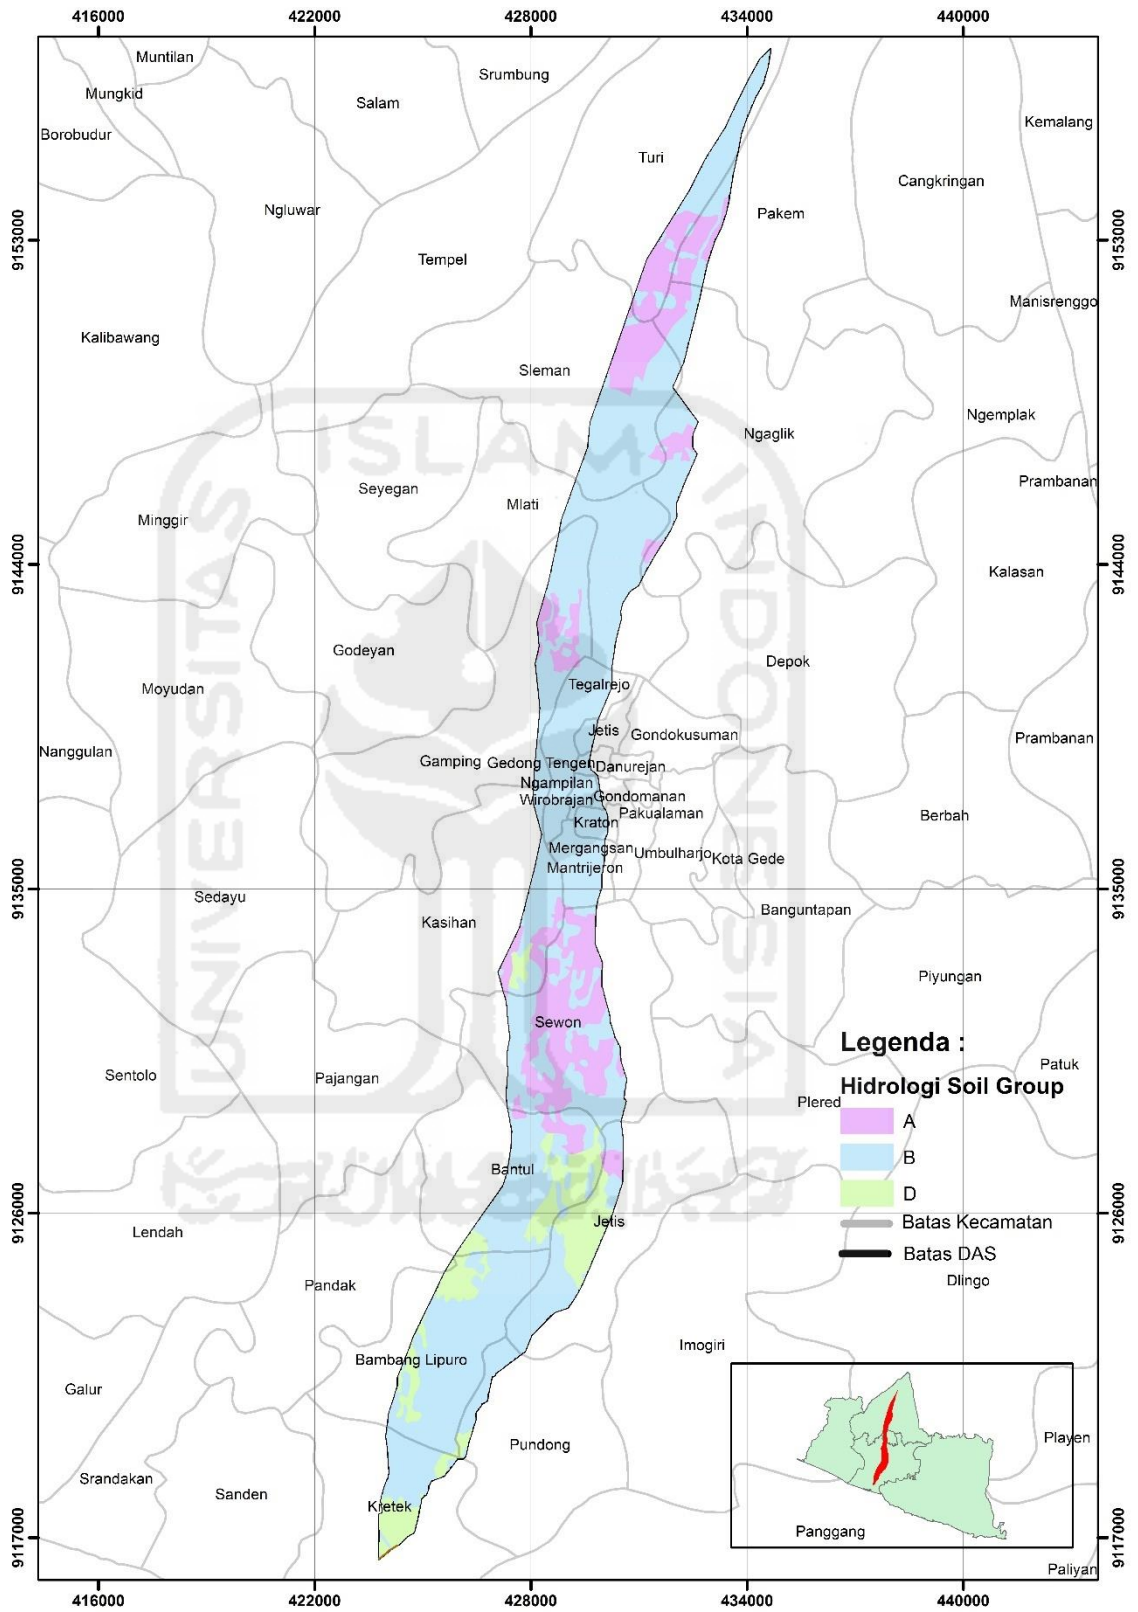 416000 422000 428000 434000 440000
Muntilan
Srumbung
Mungkid
Salam
Kemalang
Borobudur
Turi
Cangkringan
Ngluwar
Pakem
9153000 9153000
Tempel
Manisrenggo
Kalibawang
Sleman
Ngemplak
Ngaglik
ISLAM
Prambanan
Seyegan
Mlati
Minggir
9144000 9144000
Kalasan
UNIVERSITAS
INDONESIA
Godeyan
Depok
Tegalrejo
Moyudan
Jetis
Gondokusuman
Nanggulan
Prambanan
Gamping Gedong Tengen Danurejan
Ngampilan
Wirobrajan Gondomanan
Pakualaman
Berbah
Kraton
Mergangsan Umbulharjo Kota Gede
Mantrijeron
9135000 9135000
Sedayu
Banguntapan
Kasihan
Piyungan
Sewon
Legenda :
Patuk
Sentolo
Pajangan
Hidrologi Soil Group
Plered
A
B
D
Batas Kecamatan
Batas DAS
Bantul
9126000 9126000
Jetis
Lendah
Dlingo
Pandak
Imogiri
Bambang Lipuro
Galur
Playen
Pundong
Srandakan
Sanden
Kretek
Panggang
9117000 9117000
Paliyan
416000 422000 428000 434000 440000